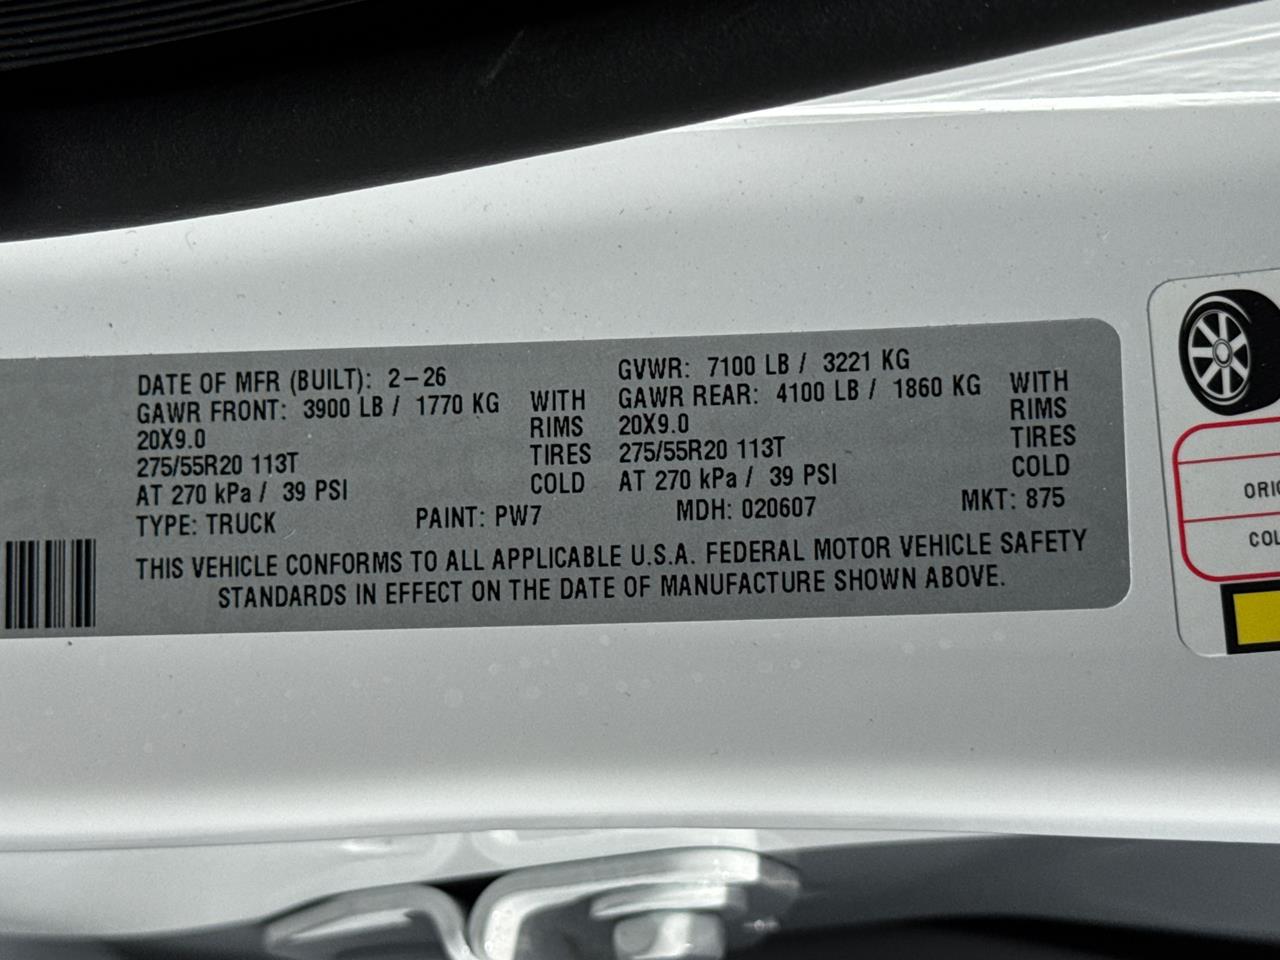 DATE OF MFR (BUILT): 2-26
GVWR: 7100 LB / 3221 KG
GAWR FRONT: 3900 LB / 1770 KG WITH
GAWR REAR: 4100 LB / 1860 KG WITH
20X9.0 RIMS
20X9.0 RIMS
275/55R20 113T TIRES
275/55R20 113T TIRES
AT 270 kPa / 39 PSI COLD
AT 270 kPa / 39 PSI COLD
TYPE: TRUCK PAINT: PW7 MDH: 020607 MKT: 875
THIS VEHICLE CONFORMS TO ALL APPLICABLE U.S.A. FEDERAL MOTOR VEHICLE SAFETY
STANDARDS IN EFFECT ON THE DATE OF MANUFACTURE SHOWN ABOVE.